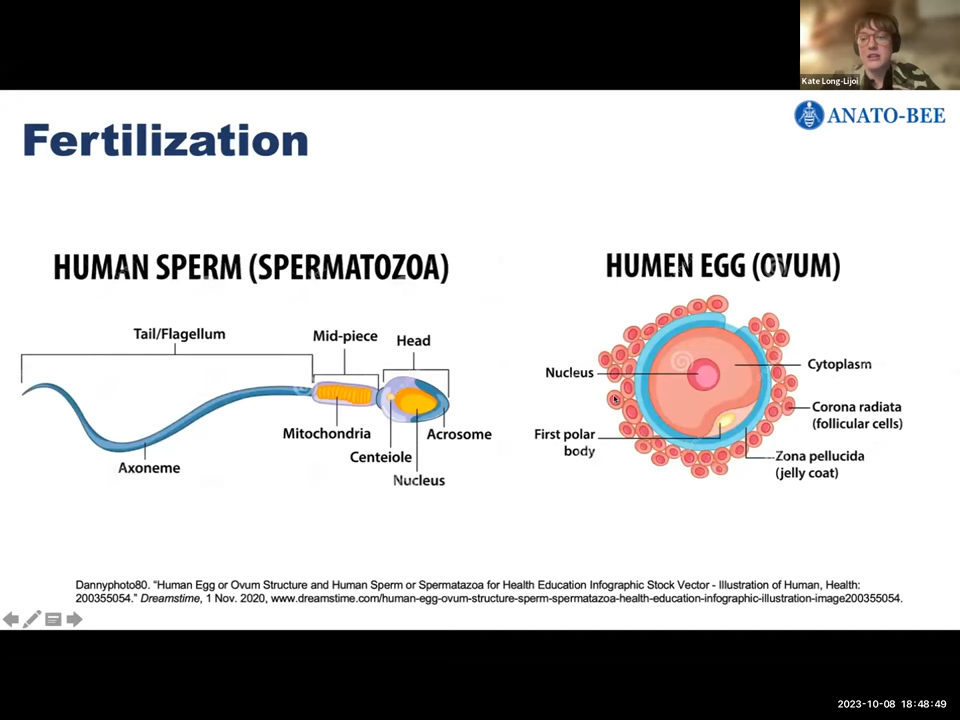 Kate Long-Lijoi
ANATO-BEE
Fertilization
HUMAN SPERM (SPERMATOZOA)
Tail/Flagellum
Mid-piece
Head
Mitochondria
Acrosome
Centeiole
Axoneme
Nucleus
HUMEN EGG (OVUM)
Nucleus
Cytoplasm
Corona radiata
(follicular cells)
First polar
body
Zona pellucida
(jelly coat)
Dannyphoto80. "Human Egg or Ovum Structure and Human Sperm or Spermatazoa for Health Education Infographic Stock Vector - Illustration of Human, Health:
200355054." Dreamstime, 1 Nov. 2020, www.dreamstime.com/human-egg-ovum-structure-sperm-spermatazoa-health-education-infographic-illustration-image200355054.
2023-10-08 18:48:49